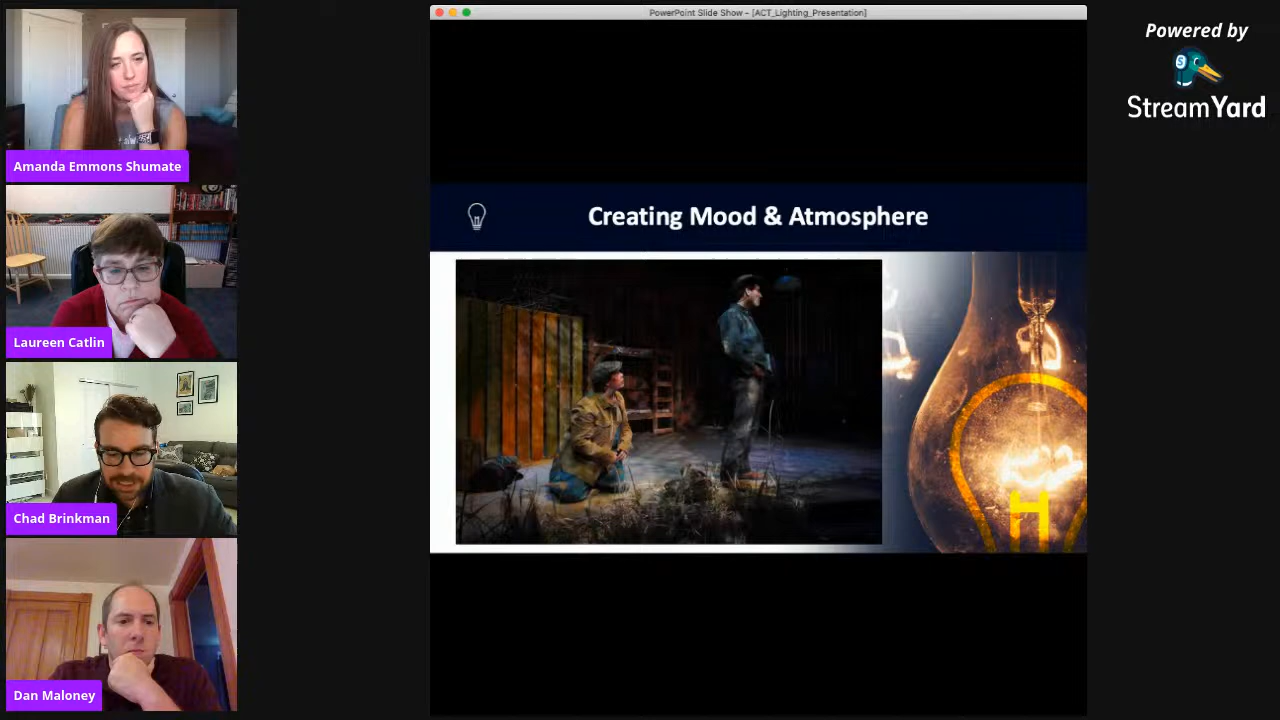 PowerPoint Slide Show - [ACT_Lighting_Presentation]
Powered by
StreamYard
Amanda Emmons Shumate
Creating Mood & Atmosphere
Laureen Catlin
Chad Brinkman
Dan Maloney